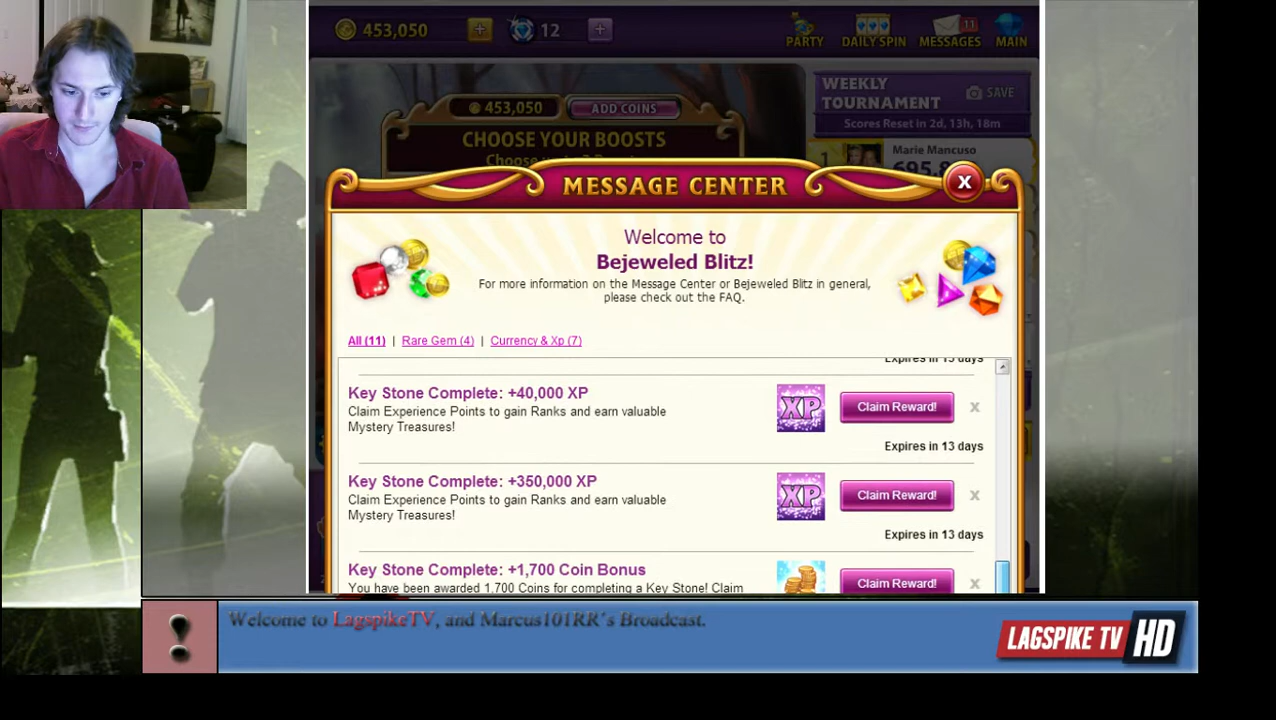 453,050
12
11
PARTY
DAILY SPIN
MESSAGES
MAIN
453,050
ADD COINS
CHOOSE YOUR BOOSTS
WEEKLY
TOURNAMENT
SAVE
Scores Reset in 2d, 13h, 18m
1
Marie Mancuso
MESSAGE CENTER
X
Welcome to
Bejeweled Blitz!
For more information on the Message Center or Bejeweled Blitz in general,
please check out the FAQ.
All (11) | Rare Gem (4) | Currency & Xp (7)
Expires in 13 days
Key Stone Complete: +40,000 XP
Claim Experience Points to gain Ranks and earn valuable
Mystery Treasures!
XP
Claim Reward!
x
Expires in 13 days
Key Stone Complete: +350,000 XP
Claim Experience Points to gain Ranks and earn valuable
Mystery Treasures!
XP
Claim Reward!
x
Expires in 13 days
Key Stone Complete: +1,700 Coin Bonus
You have been awarded 1,700 Coins for completing a Key Stone! Claim
Claim Reward!
x
!
Welcome to LagspikeTV, and Marcus101RR's Broadcast.
LAGSPIKE TV HD